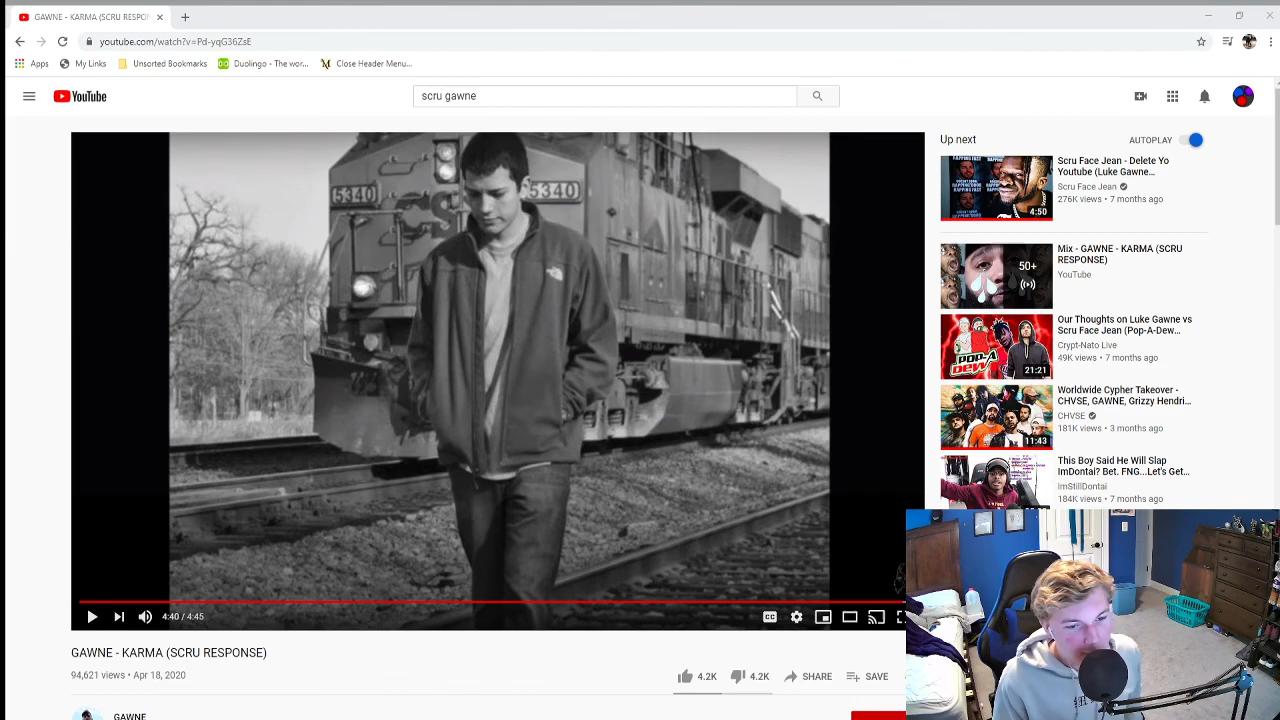 GAWNE - KARMA (SCRU RESPON
youtube.com/watch?v=Pd-yqG36ZsE
Apps My Links Unsorted Bookmarks Duolingo - The wor... Close Header Menu...
YouTube
scru gawne
5340 5340
4:40 / 4:45
CC
GAWNE - KARMA (SCRU RESPONSE)
94,621 views • Apr 18, 2020
4.2K 4.2K SHARE SAVE
GAWNE
Up next AUTOPLAY
Scru Face Jean - Delete Yo
Youtube (Luke Gawne...
Scru Face Jean
276K views • 7 months ago
4:50
Mix - GAWNE - KARMA (SCRU
RESPONSE)
YouTube
50+
Our Thoughts on Luke Gawne vs
Scru Face Jean (Pop-A-Dew...
Crypt-Nato Live
49K views • 7 months ago
POP-A
DEW
21:21
Worldwide Cypher Takeover -
CHVSE, GAWNE, Grizzy Hendri...
CHVSE
181K views • 3 months ago
11:43
This Boy Said He Will Slap
ImDontai? Bet. FNG...Let's Get...
ImStillDontai
184K views • 7 months ago